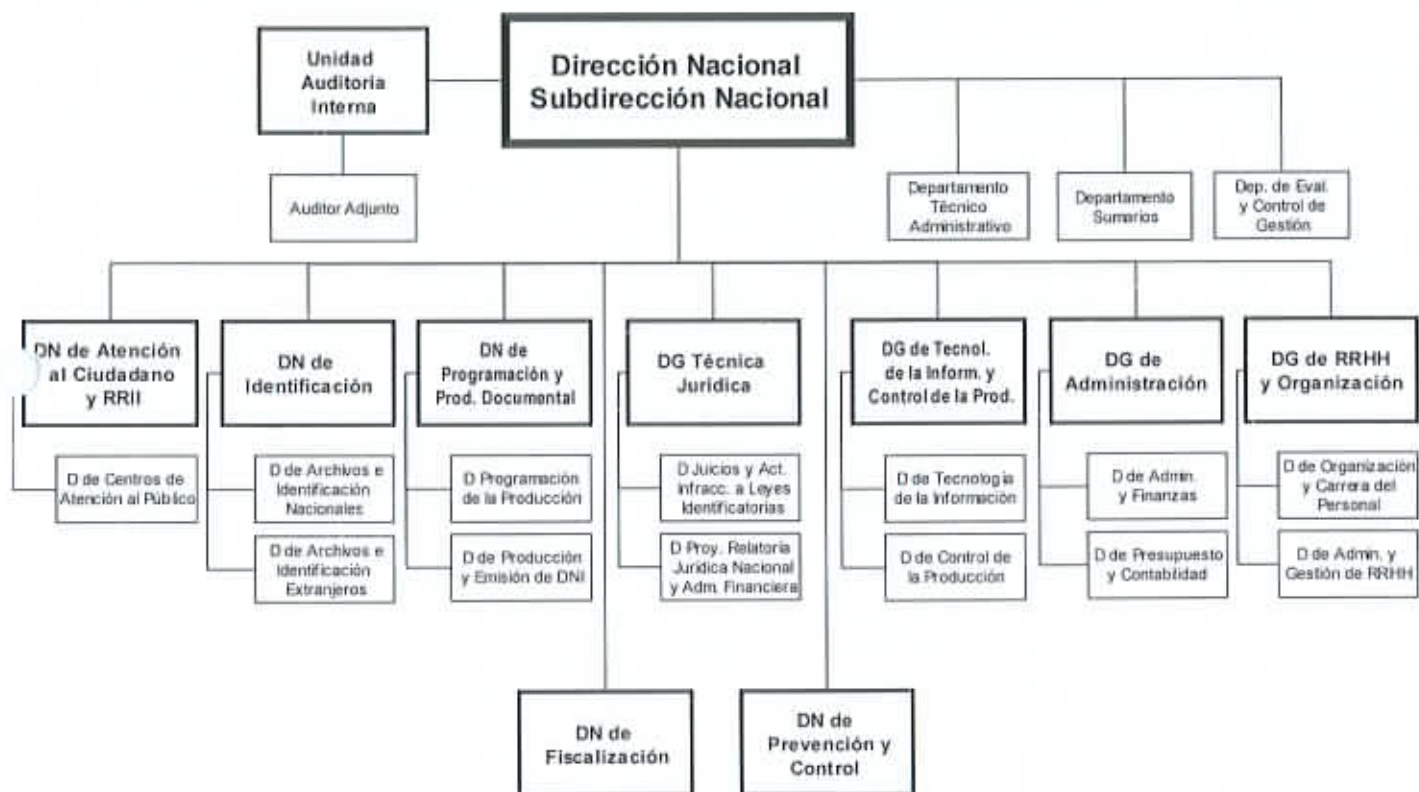 Unidad
Auditoria
Interna
Dirección Nacional
Subdirección Nacional
Auditor Adjunto
Departamento
Técnico
Administrativo
Departamento
Sumarios
Dep. de Eval.
y Control de
Gestión
DN de Atención
al Ciudadano
y RRII
DN de
Identificación
DN de
Programación y
Prod. Documental
DG Técnica
Jurídica
DG de Tecnol.
de la Inform. y
Control de la Prod.
DG de
Administración
DG de RRHH
y Organización
D de Centros de
Atención al Público
D de Archivos e
Identificación
Nacionales
D Programación
de la Producción
D Juicios y Act.
Infracc. a Leyes
Identificatorias
D de Tecnología
de la Información
D de Admin.
y Finanzas
D de Organización
y Carrera del
Personal
D de Archivos e
Identificación
Extranjeros
D de Producción
y Emisión de DNI
D Proy. Relatoria
Jurídica Nacional
y Adm. Financiera
D de Control de
la Producción
D de Presupuesto
y Contabilidad
D de Admin. y
Gestión de RRHH
DN de
Fiscalización
DN de
Prevención y
Control